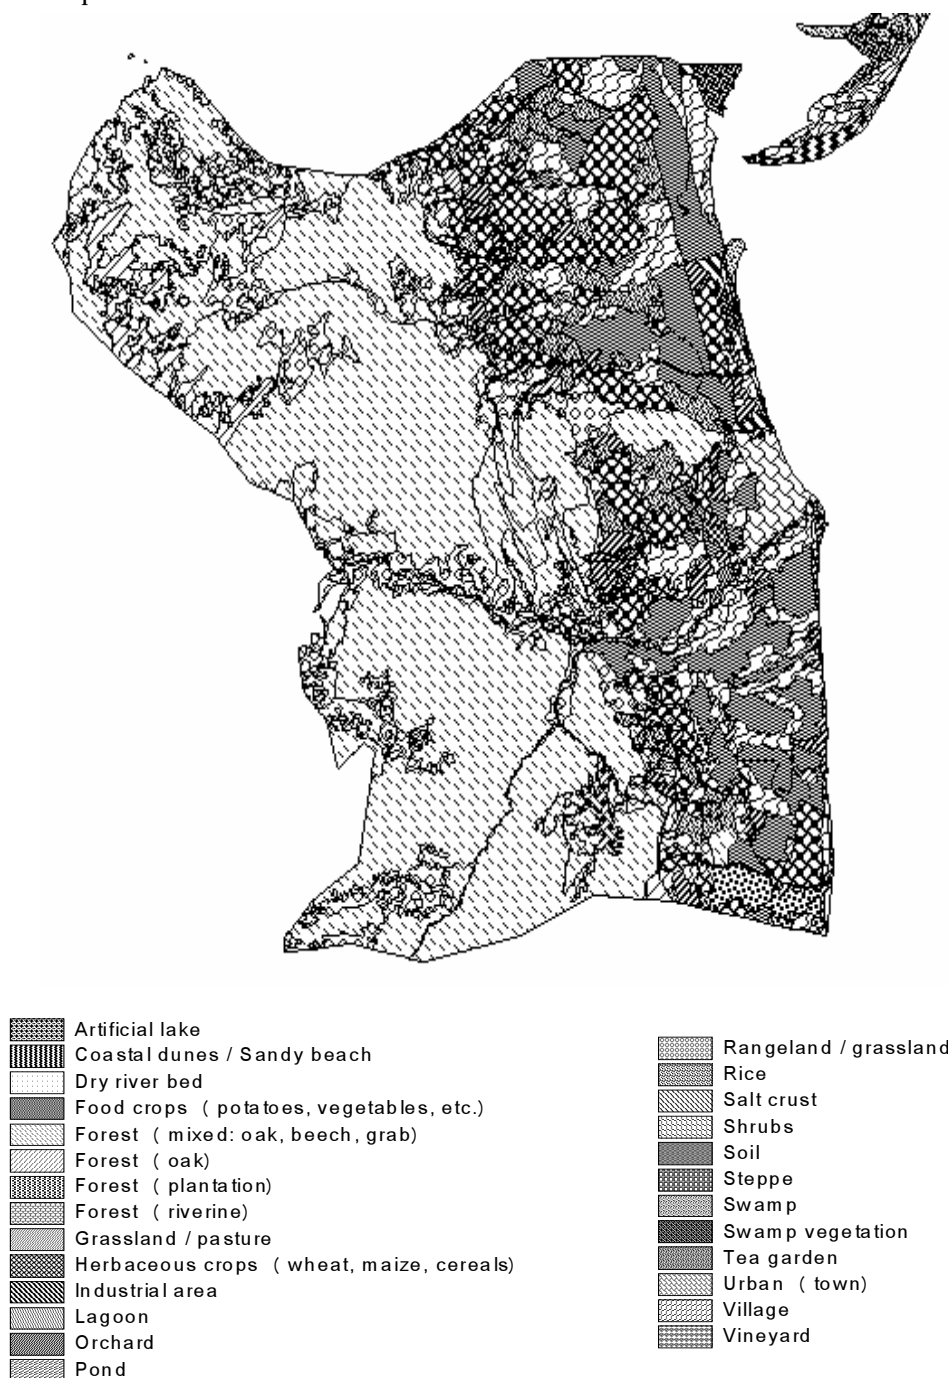 Artificial lake
Coastal dunes / Sandy beach
Dry river bed
Food crops ( potatoes, vegetables, etc.)
Forest ( mixed: oak, beech, grab)
Forest ( oak)
Forest ( plantation)
Forest ( riverine)
Grassland / pasture
Herbaceous crops ( wheat, maize, cereals)
Industrial area
Lagoon
Orchard
Pond
Rangeland / grassland
Rice
Salt crust
Shrubs
Soil
Steppe
Swamp
Swamp vegetation
Tea garden
Urban ( town)
Village
Vineyard